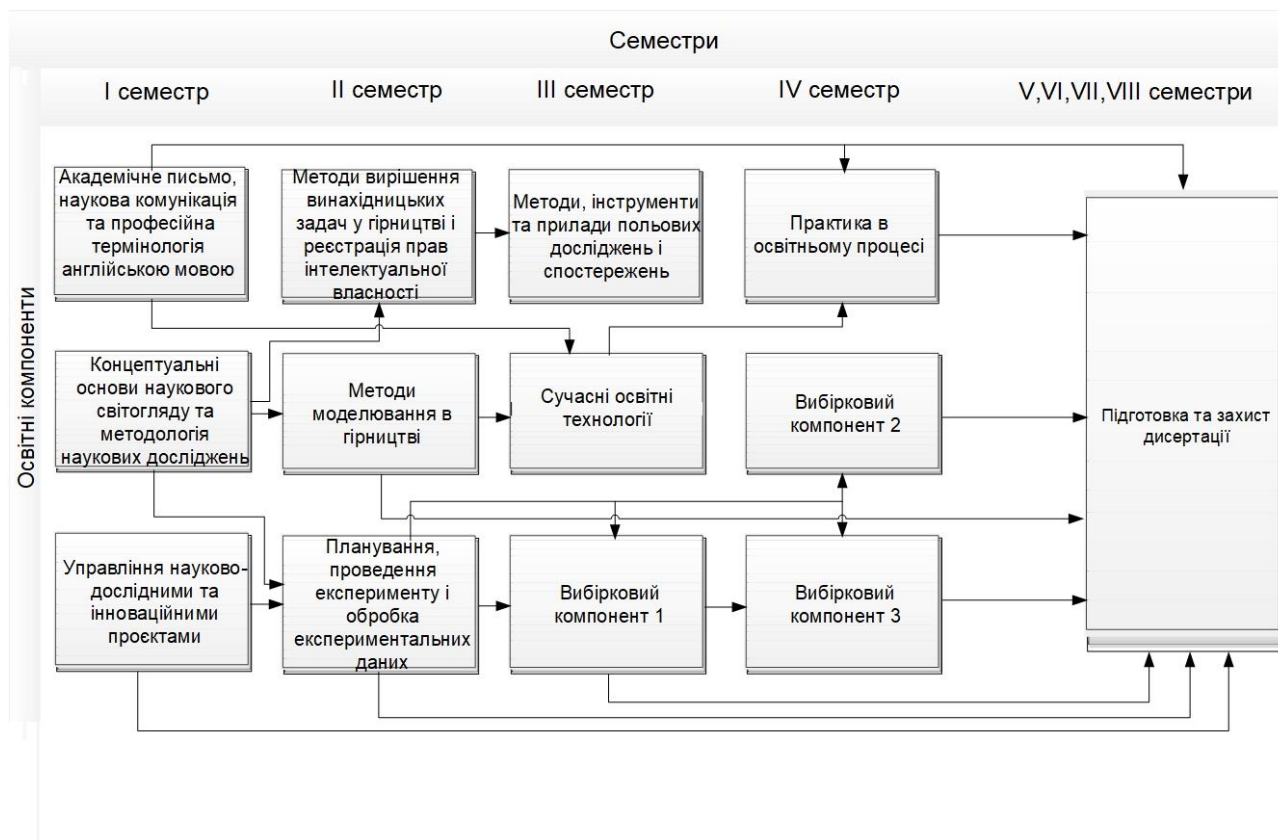 Семестри
I семестр
II семестр
III семестр
IV семестр
V,VI,VII,VIII семестри
Освітні компоненти
Академічне письмо,
наукова комунікація
та професійна
термінологія
англійською мовою
Методи вирішення
винахідницьких
задач у гірництві і
реєстрація прав
інтелектуальної
власності
Методи, інструменти
та прилади польових
досліджень і
спостережень
Практика в
освітньому процесі
Концептуальні
основи наукового
світогляду та
методологія
наукових досліджень
Методи
моделювання в
гірництві
Сучасні освітні
технології
Вибірковий
компонент 2
Підготовка та захист
дисертації
Управління науково-
дослідними та
інноваційними
проєктами
Планування,
проведення
експерименту і
обробка
експериментальних
даних
Вибірковий
компонент 1
Вибірковий
компонент 3